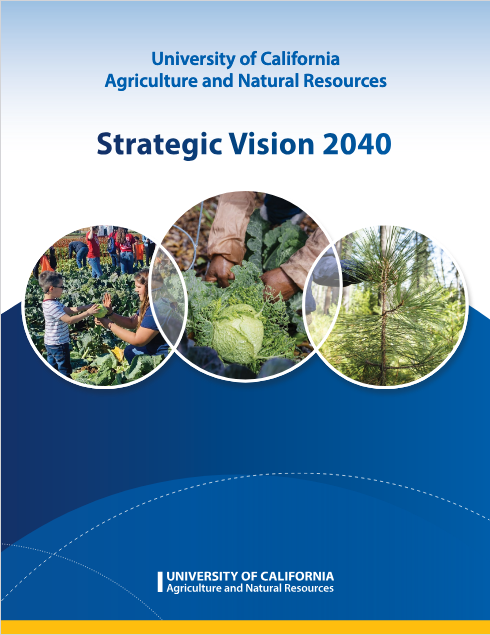 University of California
Agriculture and Natural Resources
Strategic Vision 2040
UNIVERSITY OF CALIFORNIA
Agriculture and Natural Resources